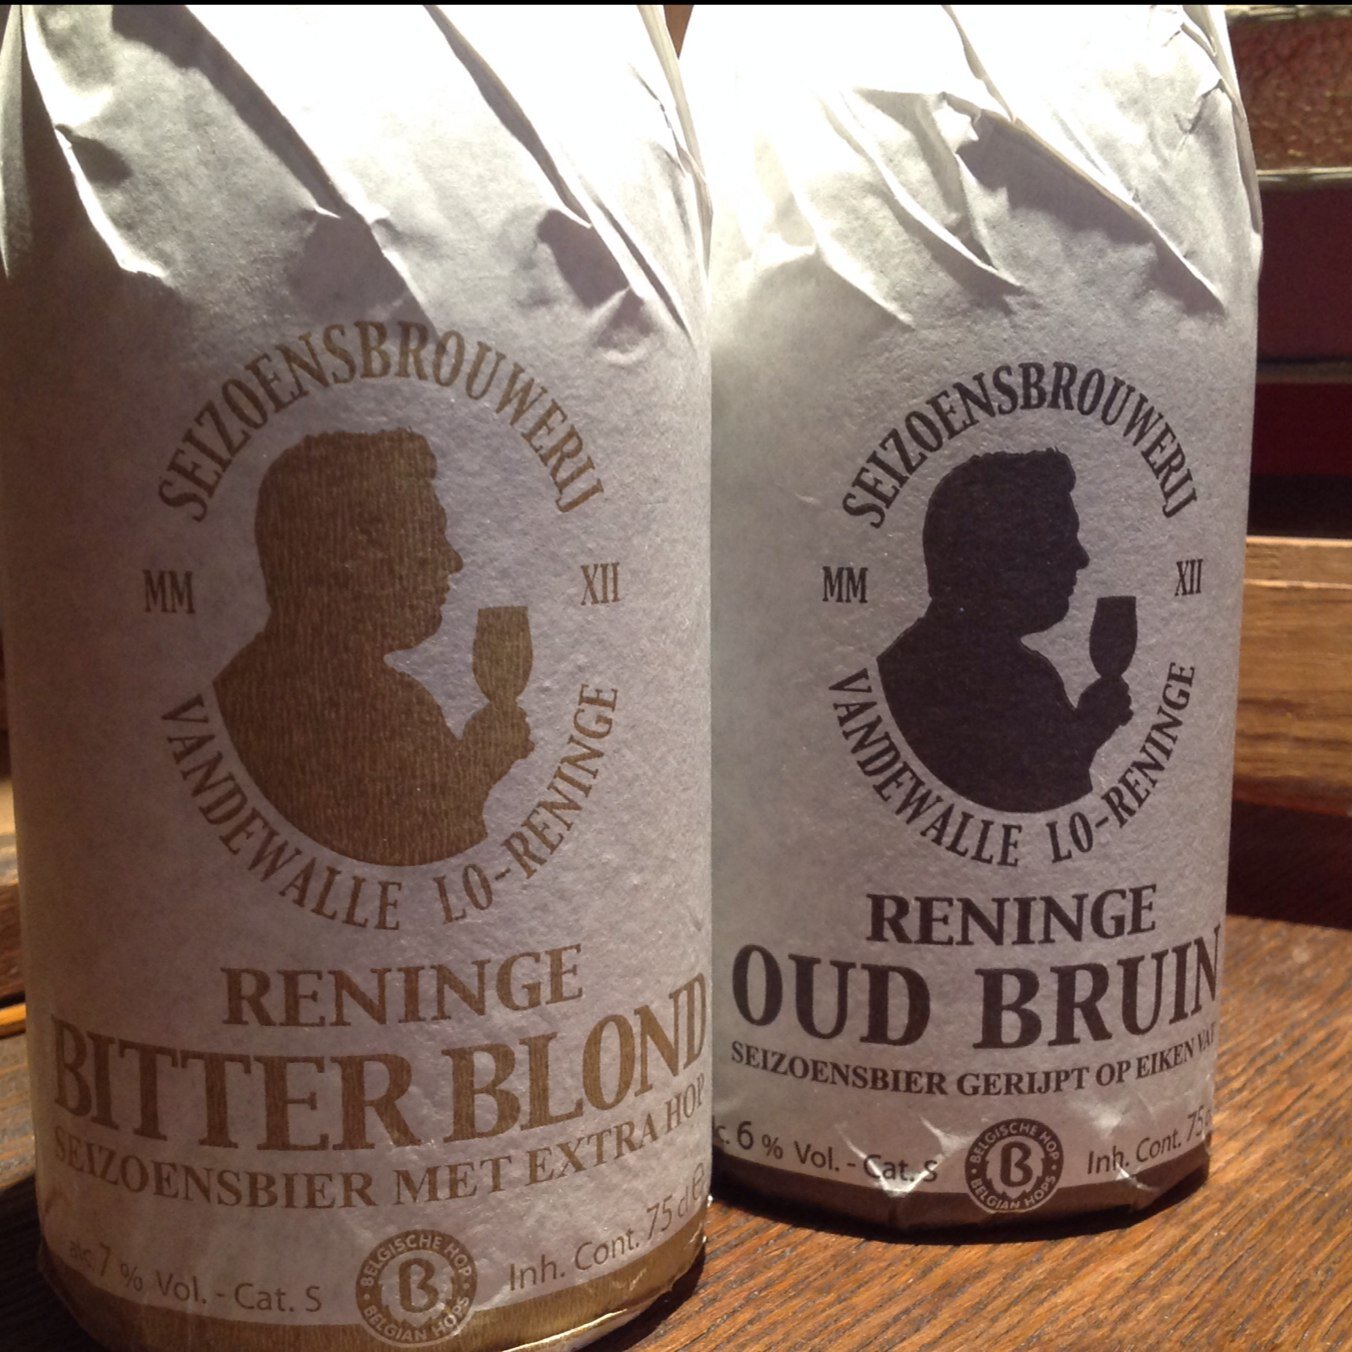 SEIZOENSBROUWERIJ
MM XII
VANDEWALLE LO-RENINGE
RENINGE
BITTER BLOND
SEIZOENSBIER MET EXTRA HOP
alc. 7 % Vol. - Cat. S
BELGISCHE HOP
B
BELGIAN HOPS
Inh. Cont. 75 cl e
SEIZOENSBROUWERIJ
MM XII
VANDEWALLE LO-RENINGE
RENINGE
OUD BRUIN
SEIZOENSBIER GERIJPT OP EIKEN VAT
6 % Vol. - Cat. S
BELGISCHE HOP
B
BELGIAN HOPS
Inh. Cont. 75